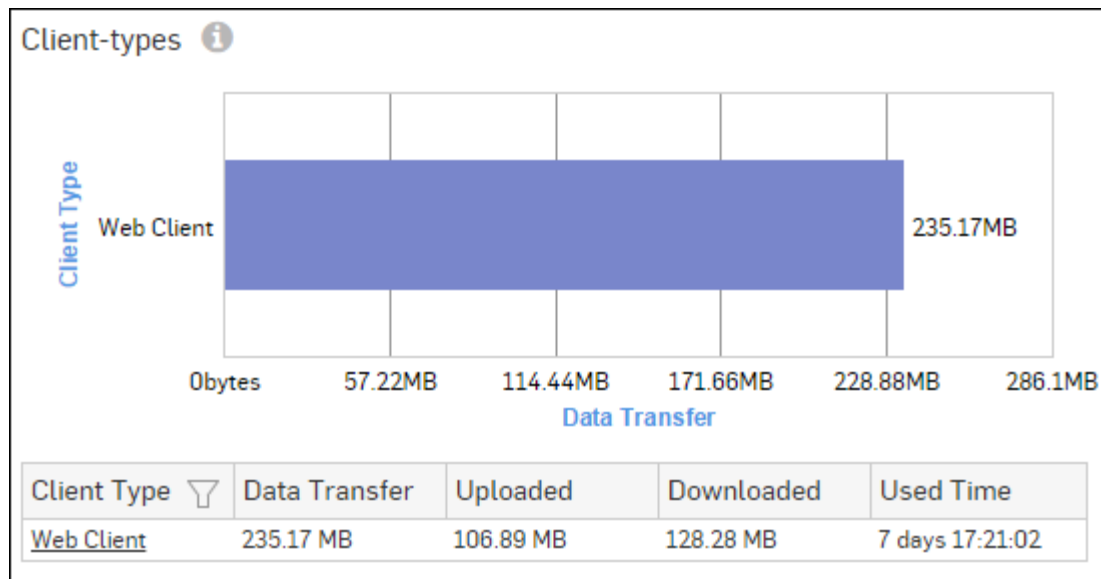 Client-types
Client Type
Web Client
235.17MB
0bytes 57.22MB 114.44MB 171.66MB 228.88MB 286.1MB
Data Transfer
Client Type Data Transfer Uploaded Downloaded Used Time
Web Client 235.17 MB 106.89 MB 128.28 MB 7 days 17:21:02